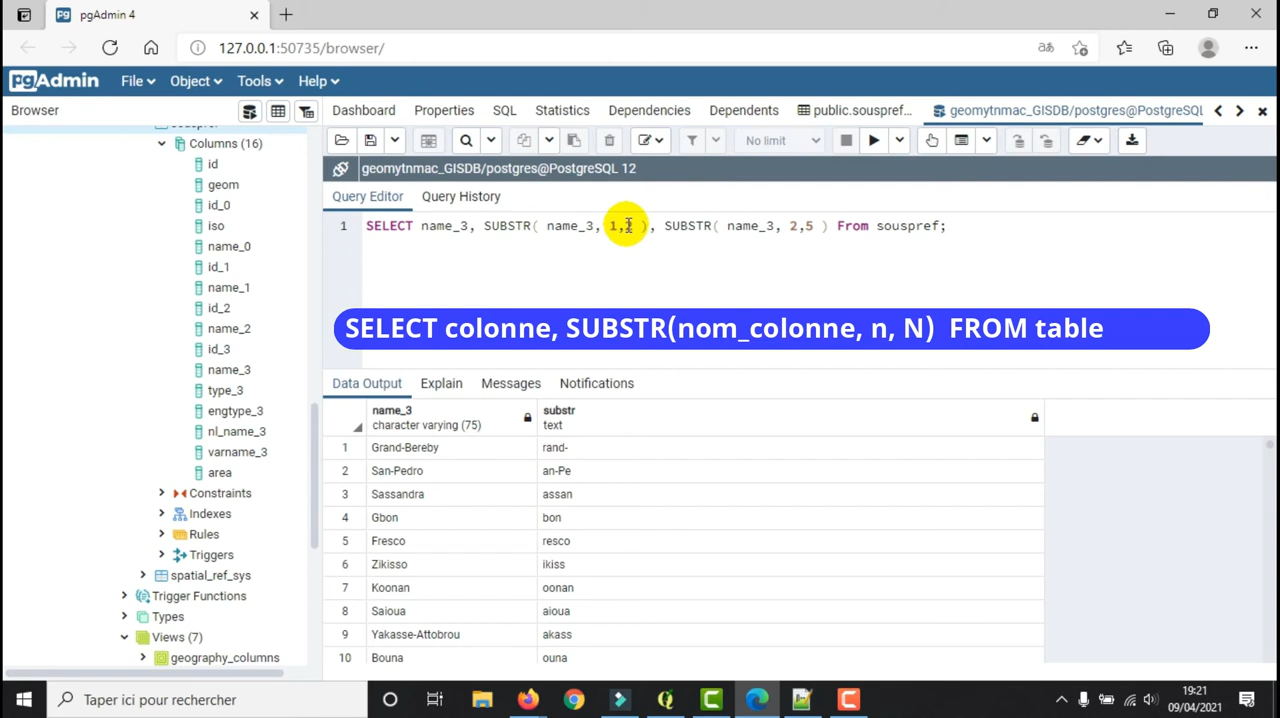 pgAdmin 4
127.0.0.1:50735/browser/
pgAdmin File Object Tools Help
Browser
Dashboard Properties SQL Statistics Dependencies Dependents public.souspref... geomytnmac_GISDB/postgres@PostgreSQL
No limit
geomytnmac_GISDB/postgres@PostgreSQL 12
Query Editor Query History
1 SELECT name_3, SUBSTR( name_3, 1, ), SUBSTR( name_3, 2,5 ) From souspref;
SELECT colonne, SUBSTR(nom_colonne, n, N) FROM table
Columns (16)
id
geom
id_0
iso
name_0
id_1
name_1
id_2
name_2
id_3
name_3
type_3
engtype_3
nl_name_3
varname_3
area
Constraints
Indexes
Rules
Triggers
spatial_ref_sys
Trigger Functions
Types
Views (7)
geography_columns
Data Output Explain Messages Notifications
name_3 substr
character varying (75) text
1 Grand-Bereby rand-
2 San-Pedro an-Pe
3 Sassandra assan
4 Gbon bon
5 Fresco resco
6 Zikisso ikiss
7 Koonan oonan
8 Saioua aioua
9 Yakasse-Attobrou akass
10 Bouna ouna
Taper ici pour rechercher
19:21
09/04/2021